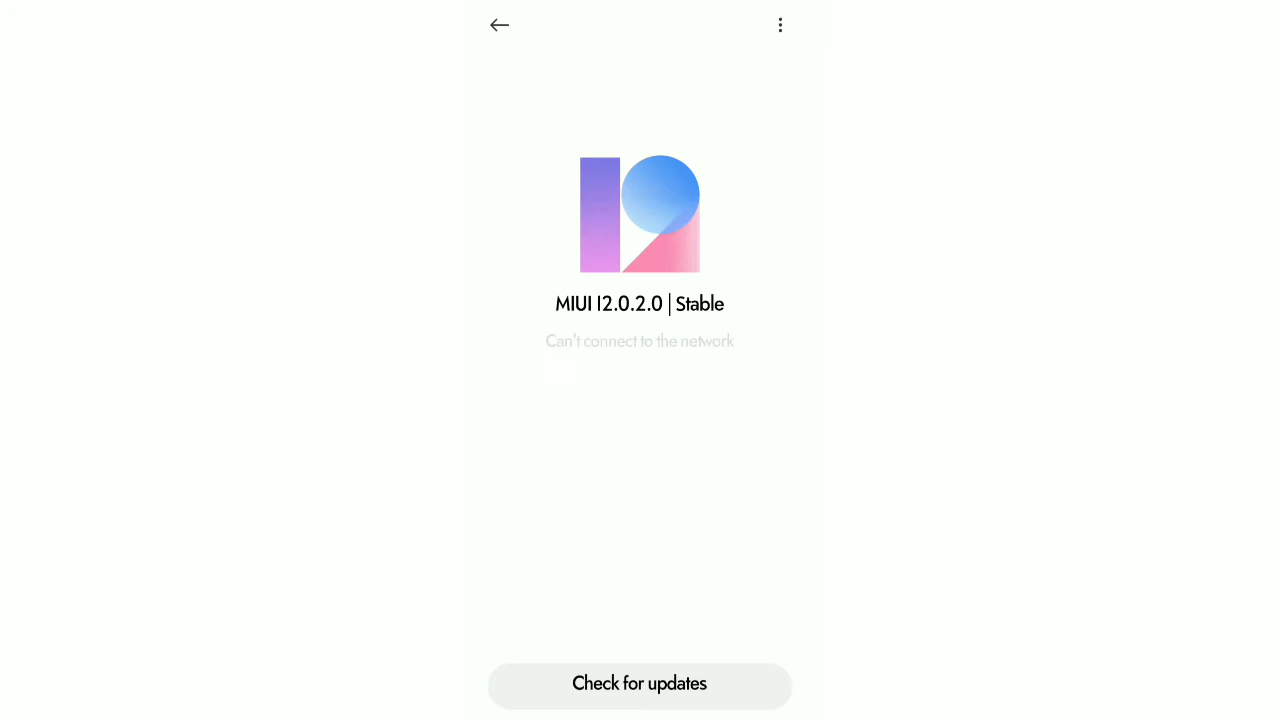 MIUI 12.0.2.0 | Stable
Can't connect to the network
Check for updates